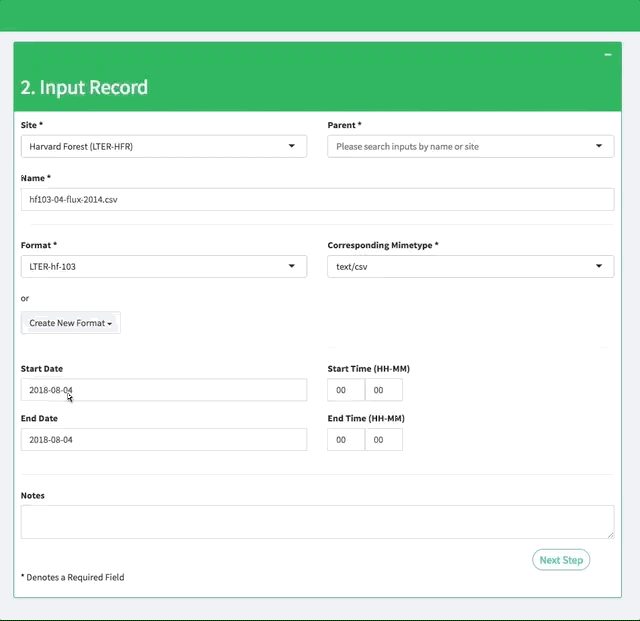 2. Input Record
Site * Parent *
Harvard Forest (LTER-HFR) Please search inputs by name or site
Name *
hf103-04-flux-2014.csv
Format * Corresponding Mimetype *
LTER-hf-103 text/csv
or
Create New Format
Start Date Start Time (HH-MM)
2018-08-04 00 00
End Date End Time (HH-MM)
2018-08-04 00 00
Notes
Next Step
* Denotes a Required Field